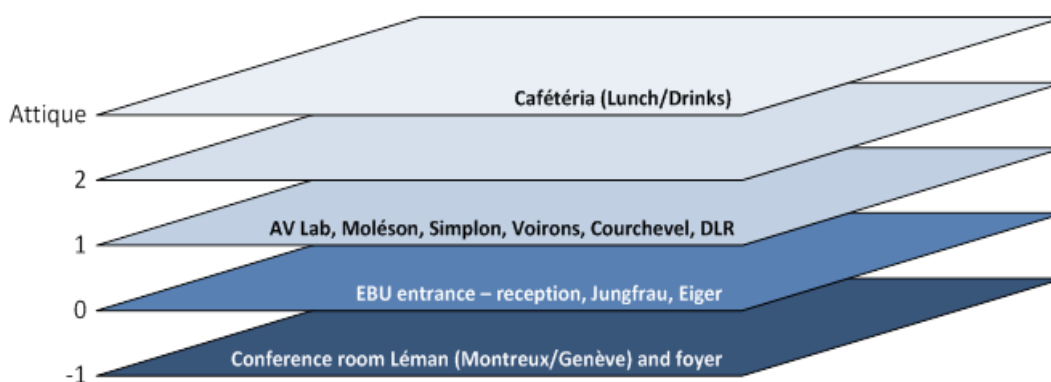 Cafétéria (Lunch/Drinks)
Attique
2
AV Lab, Moléson, Simplon, Voirons, Courchevel, DLR
1
EBU entrance – reception, Jungfrau, Eiger
0
Conference room Léman (Montreux/Genève) and foyer
-1